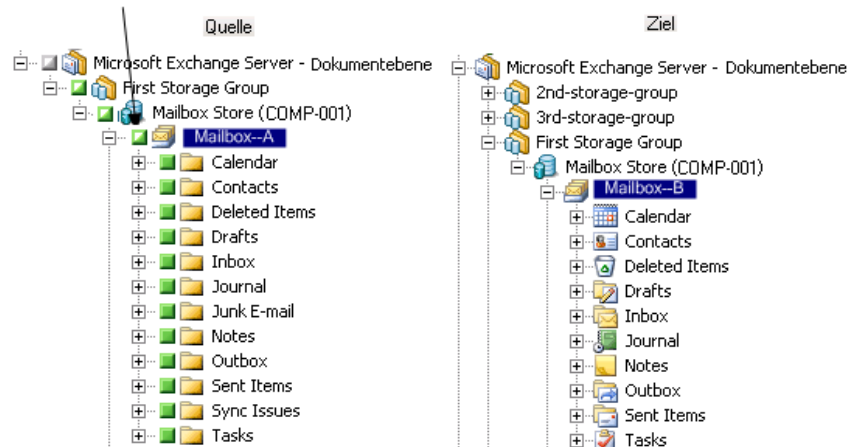 Quelle
Microsoft Exchange Server - Dokumentebene
First Storage Group
Mailbox Store (COMP-001)
Mailbox--A
Calendar
Contacts
Deleted Items
Drafts
Inbox
Journal
Junk E-mail
Notes
Outbox
Sent Items
Sync Issues
Tasks
Ziel
Microsoft Exchange Server - Dokumentebene
2nd-storage-group
3rd-storage-group
First Storage Group
Mailbox Store (COMP-001)
Mailbox--B
Calendar
Contacts
Deleted Items
Drafts
Inbox
Journal
Notes
Outbox
Sent Items
Tasks